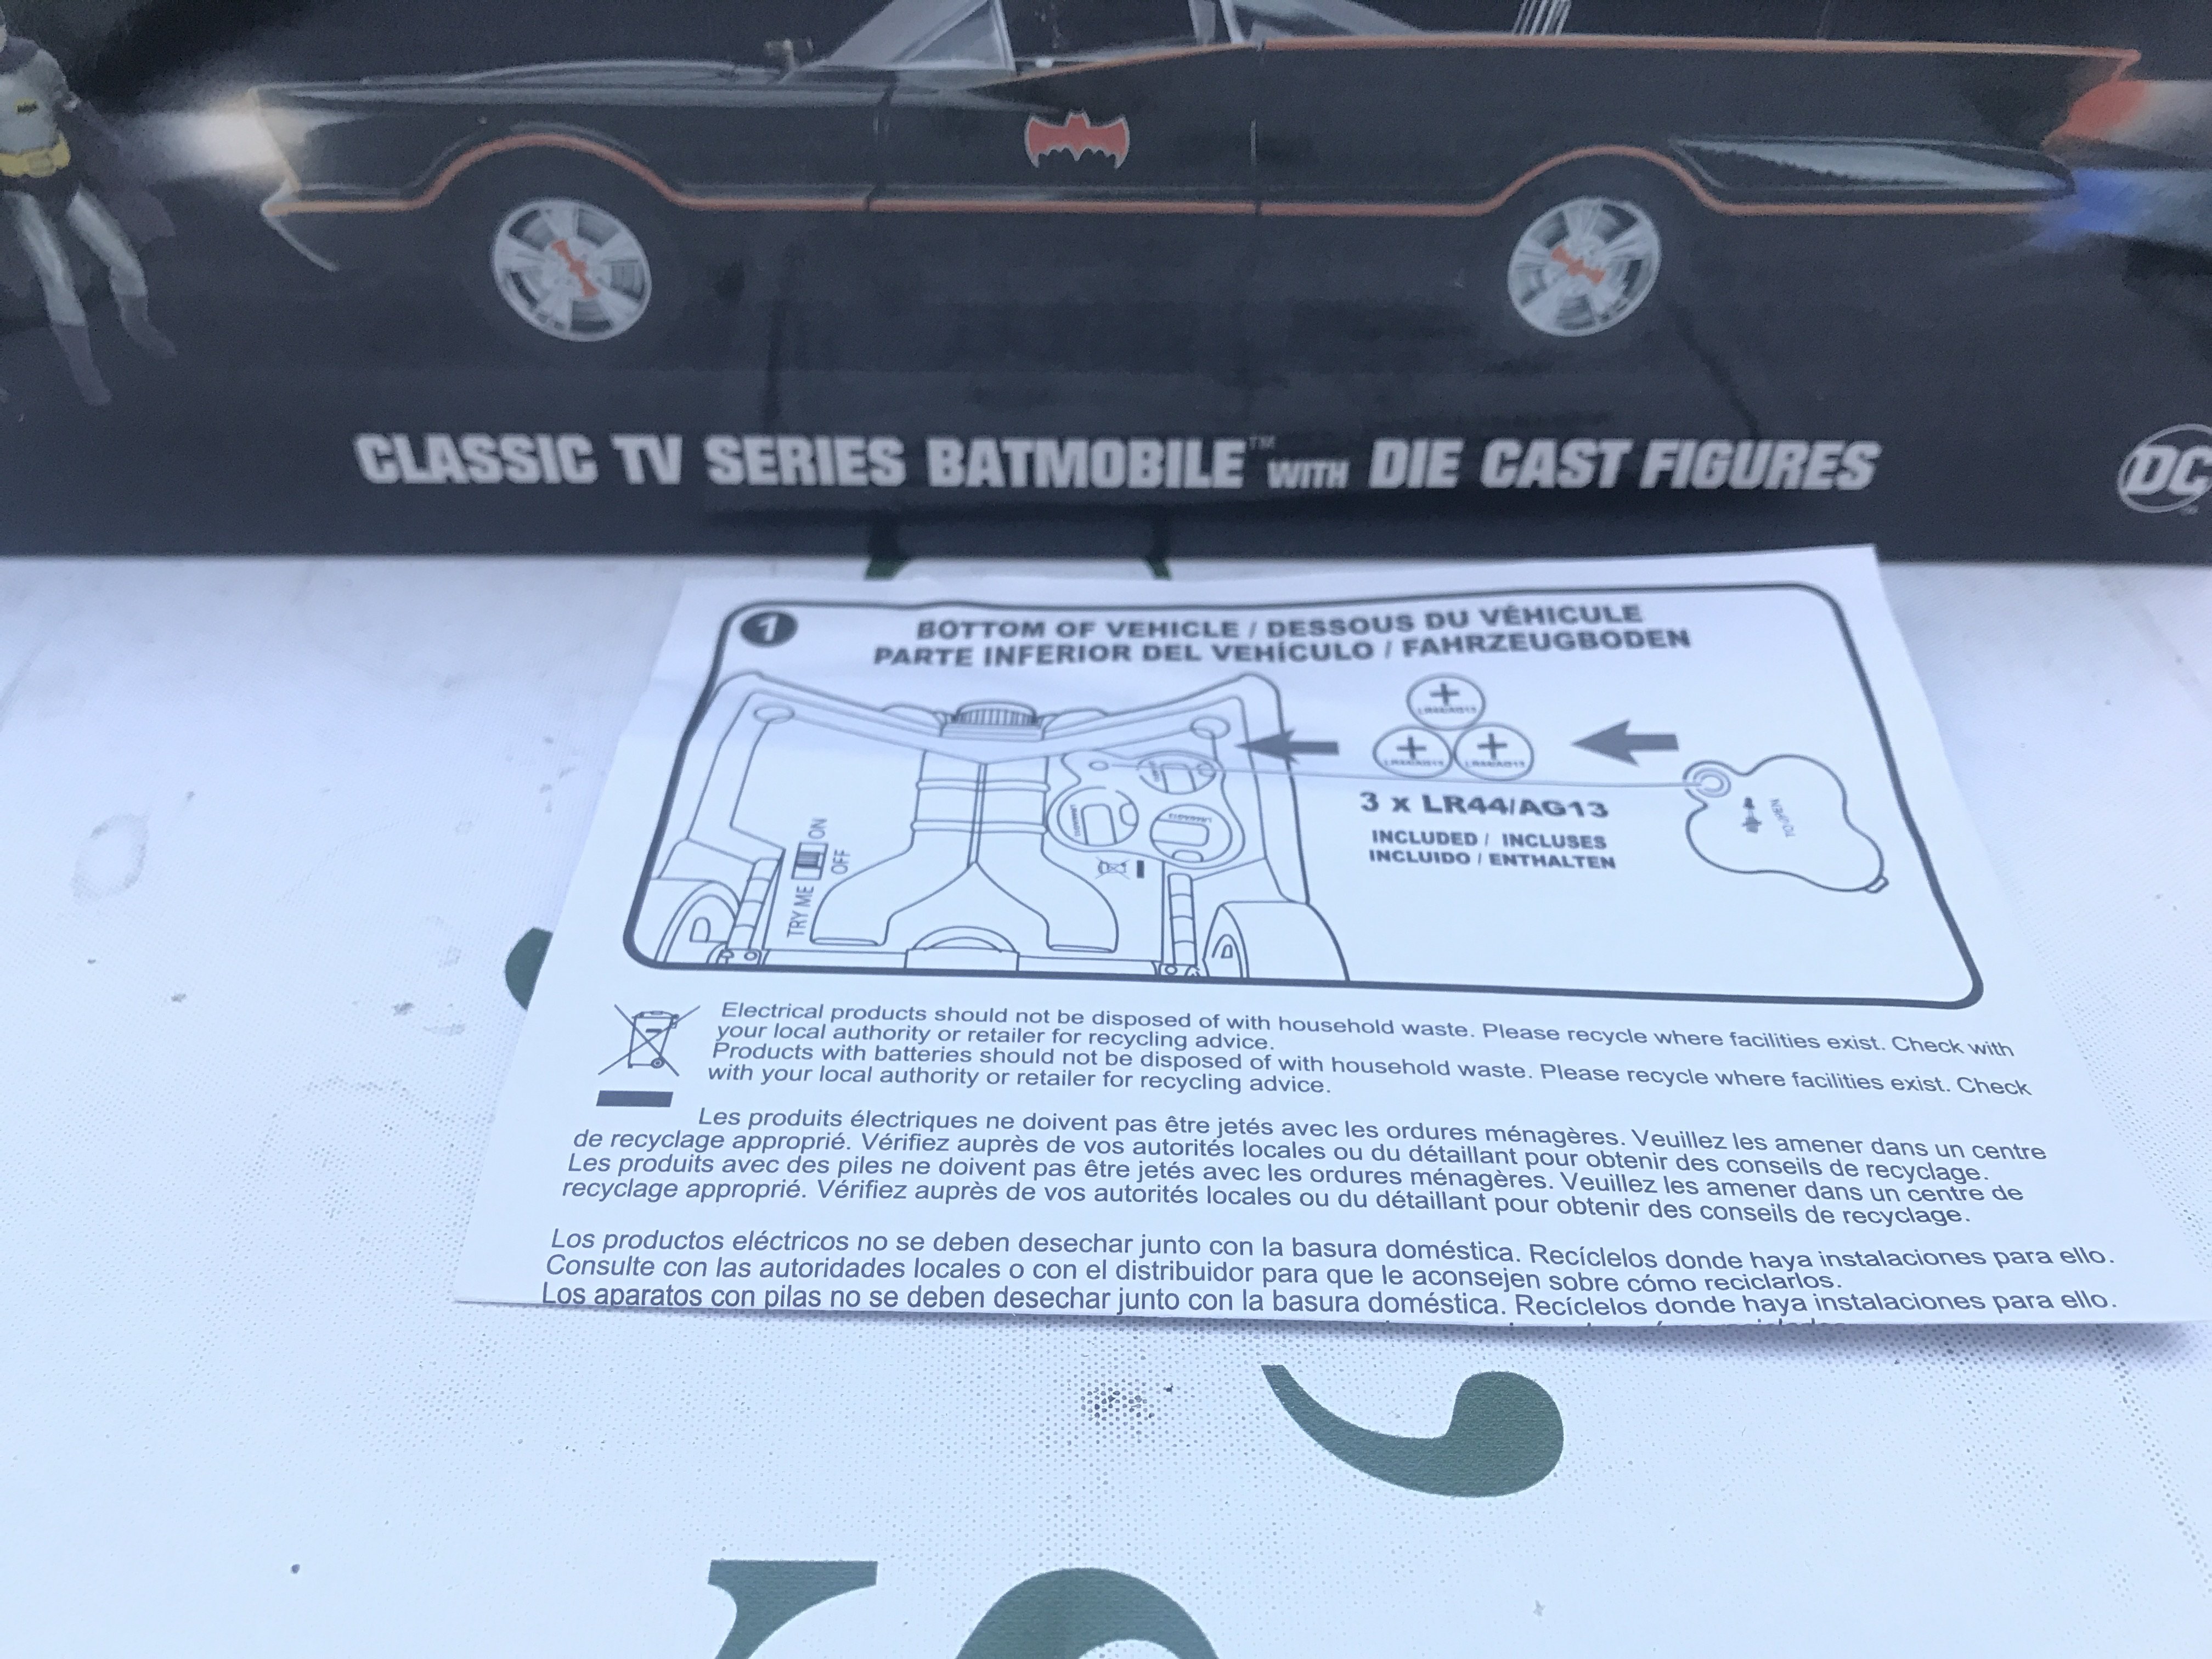 CLASSIC TV SERIES BATMOBILE™ WITH DIE CAST FIGURES
DC
1
BOTTOM OF VEHICLE / DESSOUS DU VÉHICULE
PARTE INFERIOR DEL VEHÍCULO / FAHRZEUGBODEN
3 x LR44/AG13
INCLUDED / INCLUSES
INCLUIDO / ENTHALTEN
TRY ME
ON
OFF
OPEN
Electrical products should not be disposed of with household waste. Please recycle where facilities exist. Check with
your local authority or retailer for recycling advice.
Products with batteries should not be disposed of with household waste. Please recycle where facilities exist. Check
with your local authority or retailer for recycling advice.
Les produits électriques ne doivent pas être jetés avec les ordures ménagères. Veuillez les amener dans un centre
de recyclage approprié. Vérifiez auprès de vos autorités locales ou du détaillant pour obtenir des conseils de recyclage.
Les produits avec des piles ne doivent pas être jetés avec les ordures ménagères. Veuillez les amener dans un centre de
recyclage approprié. Vérifiez auprès de vos autorités locales ou du détaillant pour obtenir des conseils de recyclage.
Los productos eléctricos no se deben desechar junto con la basura doméstica. Recíclelos donde haya instalaciones para ello.
Consulte con las autoridades locales o con el distribuidor para que le aconsejen sobre cómo reciclarlos.
Los aparatos con pilas no se deben desechar junto con la basura doméstica. Recíclelos donde haya instalaciones para ello.